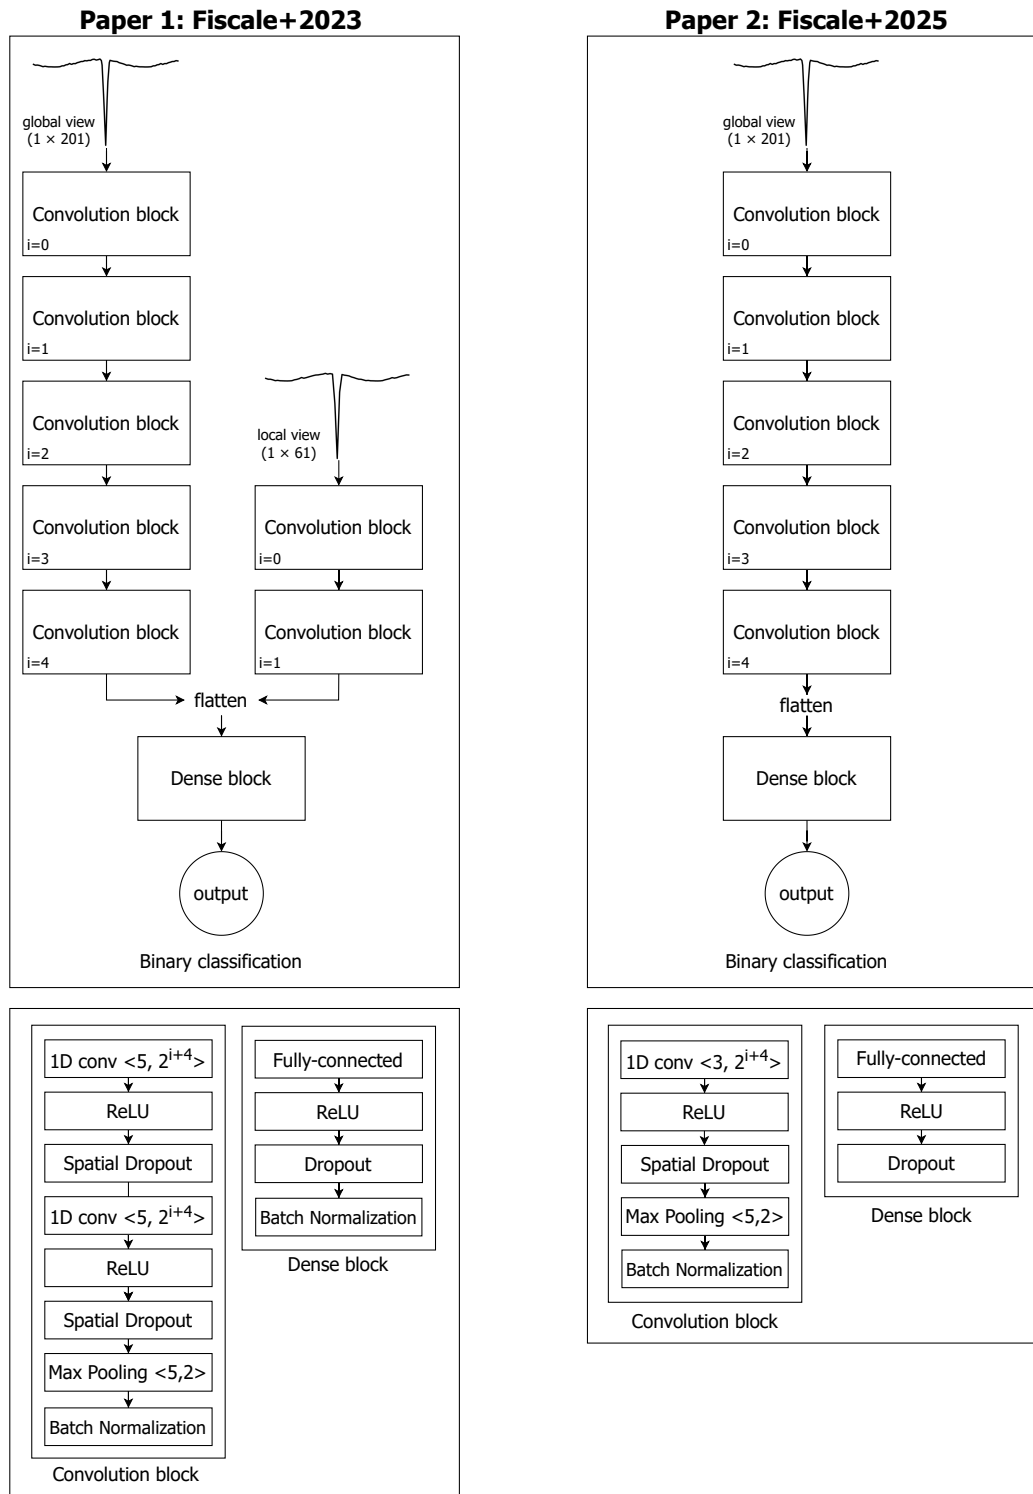 Paper 1: Fiscale+2023
global view
(1 × 201)
Convolution block
i=0
Convolution block
i=1
Convolution block
i=2
Convolution block
i=3
Convolution block
i=4
local view
(1 × 61)
Convolution block
i=0
Convolution block
i=1
flatten
Dense block
output
Binary classification
1D conv <5, 2^{i+4}>
ReLU
Spatial Dropout
1D conv <5, 2^{i+4}>
ReLU
Spatial Dropout
Max Pooling <5,2>
Batch Normalization
Convolution block
Fully-connected
ReLU
Dropout
Batch Normalization
Dense block
Paper 2: Fiscale+2025
global view
(1 × 201)
Convolution block
i=0
Convolution block
i=1
Convolution block
i=2
Convolution block
i=3
Convolution block
i=4
flatten
Dense block
output
Binary classification
1D conv <3, 2^{i+4}>
ReLU
Spatial Dropout
Max Pooling <5,2>
Batch Normalization
Convolution block
Fully-connected
ReLU
Dropout
Dense block